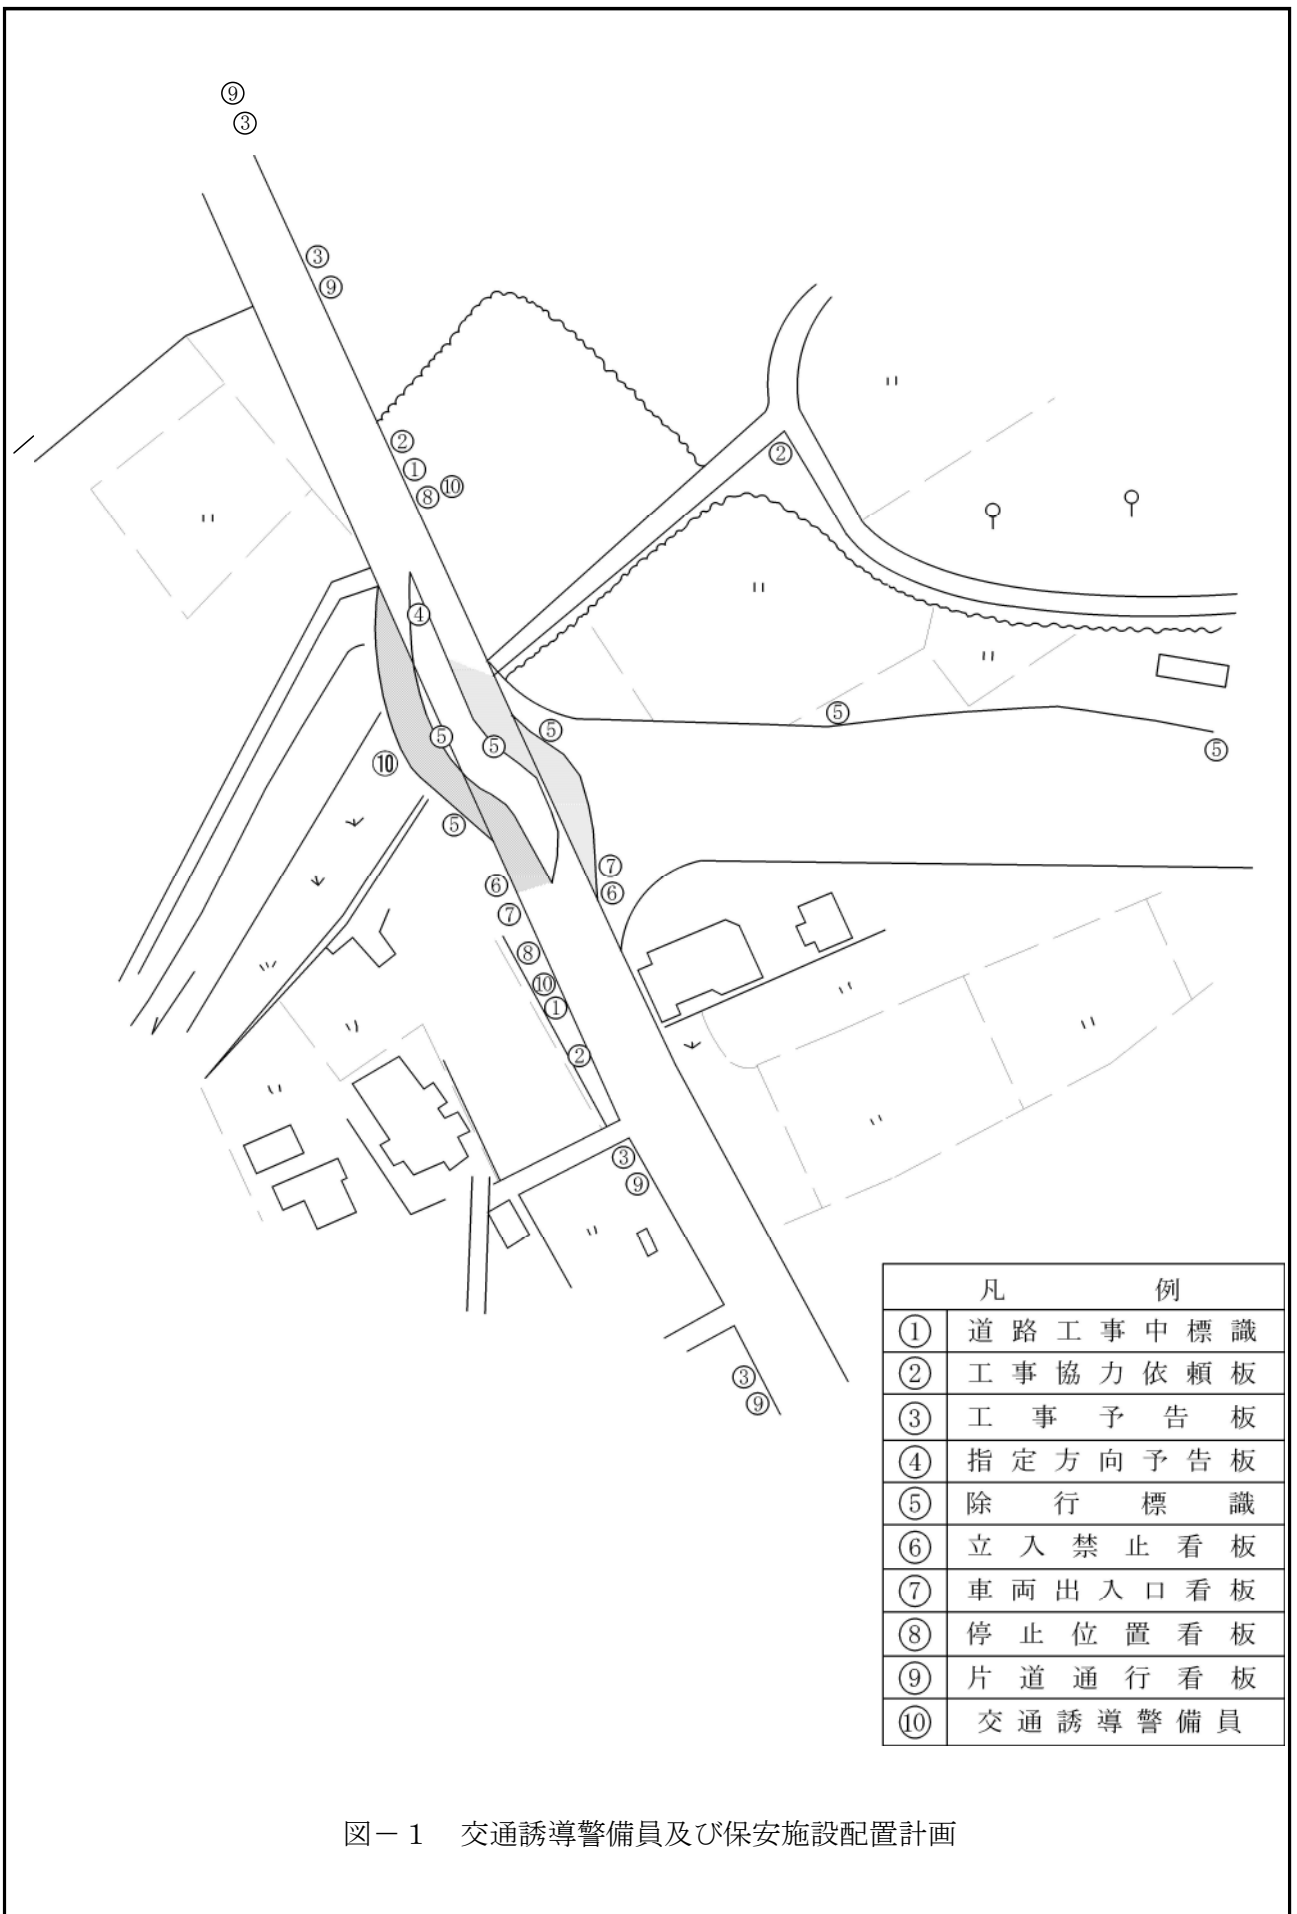 ⑨
③
③
⑨
②
①
⑧ ⑩
②
④
⑤
⑤
⑤
⑤
⑤
⑩
⑤
⑦
⑥
⑥
⑦
⑧
⑩
①
②
③
⑨
③
⑨
凡 例
① 道路工事中標識
② 工事協力依頼板
③ 工事予告板
④ 指定方向予告板
⑤ 除行標識
⑥ 立入禁止看板
⑦ 車両出入口看板
⑧ 停止位置看板
⑨ 片道通行看板
⑩ 交通誘導警備員
図－１ 交通誘導警備員及び保安施設配置計画